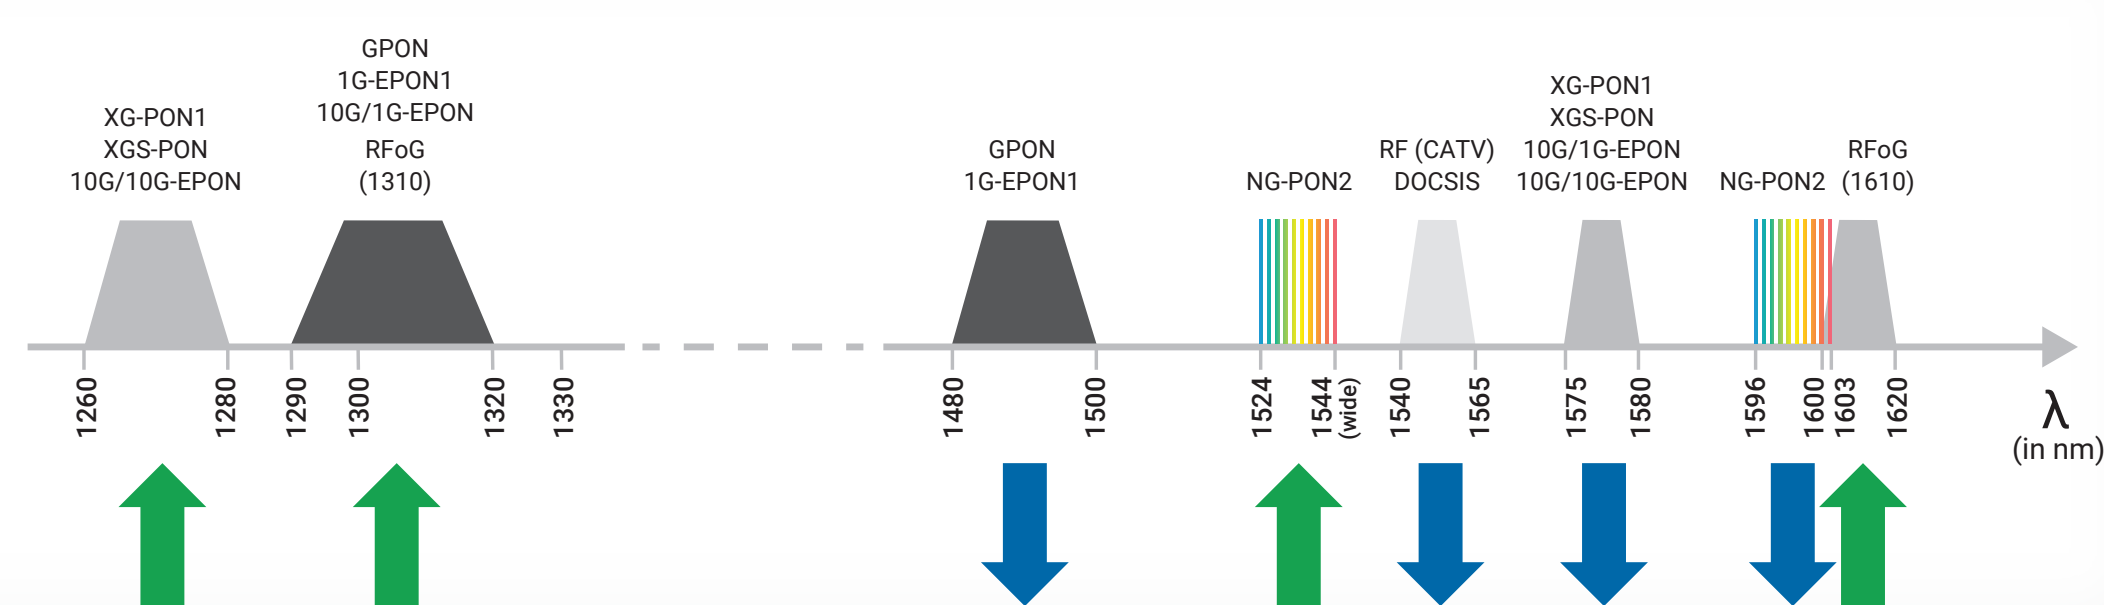 XG-PON1
XGS-PON
10G/10G-EPON
GPON
1G-EPON1
10G/1G-EPON
RFoG
(1310)
GPON
1G-EPON1
NG-PON2
RF (CATV)
DOCSIS
XG-PON1
XGS-PON
10G/1G-EPON
10G/10G-EPON
NG-PON2
RFoG
(1610)
1260
1280
1290
1300
1320
1330
1480
1500
1524
1544
(wide)
1540
1565
1575
1580
1596
1600
1603
1620
λ
(in nm)